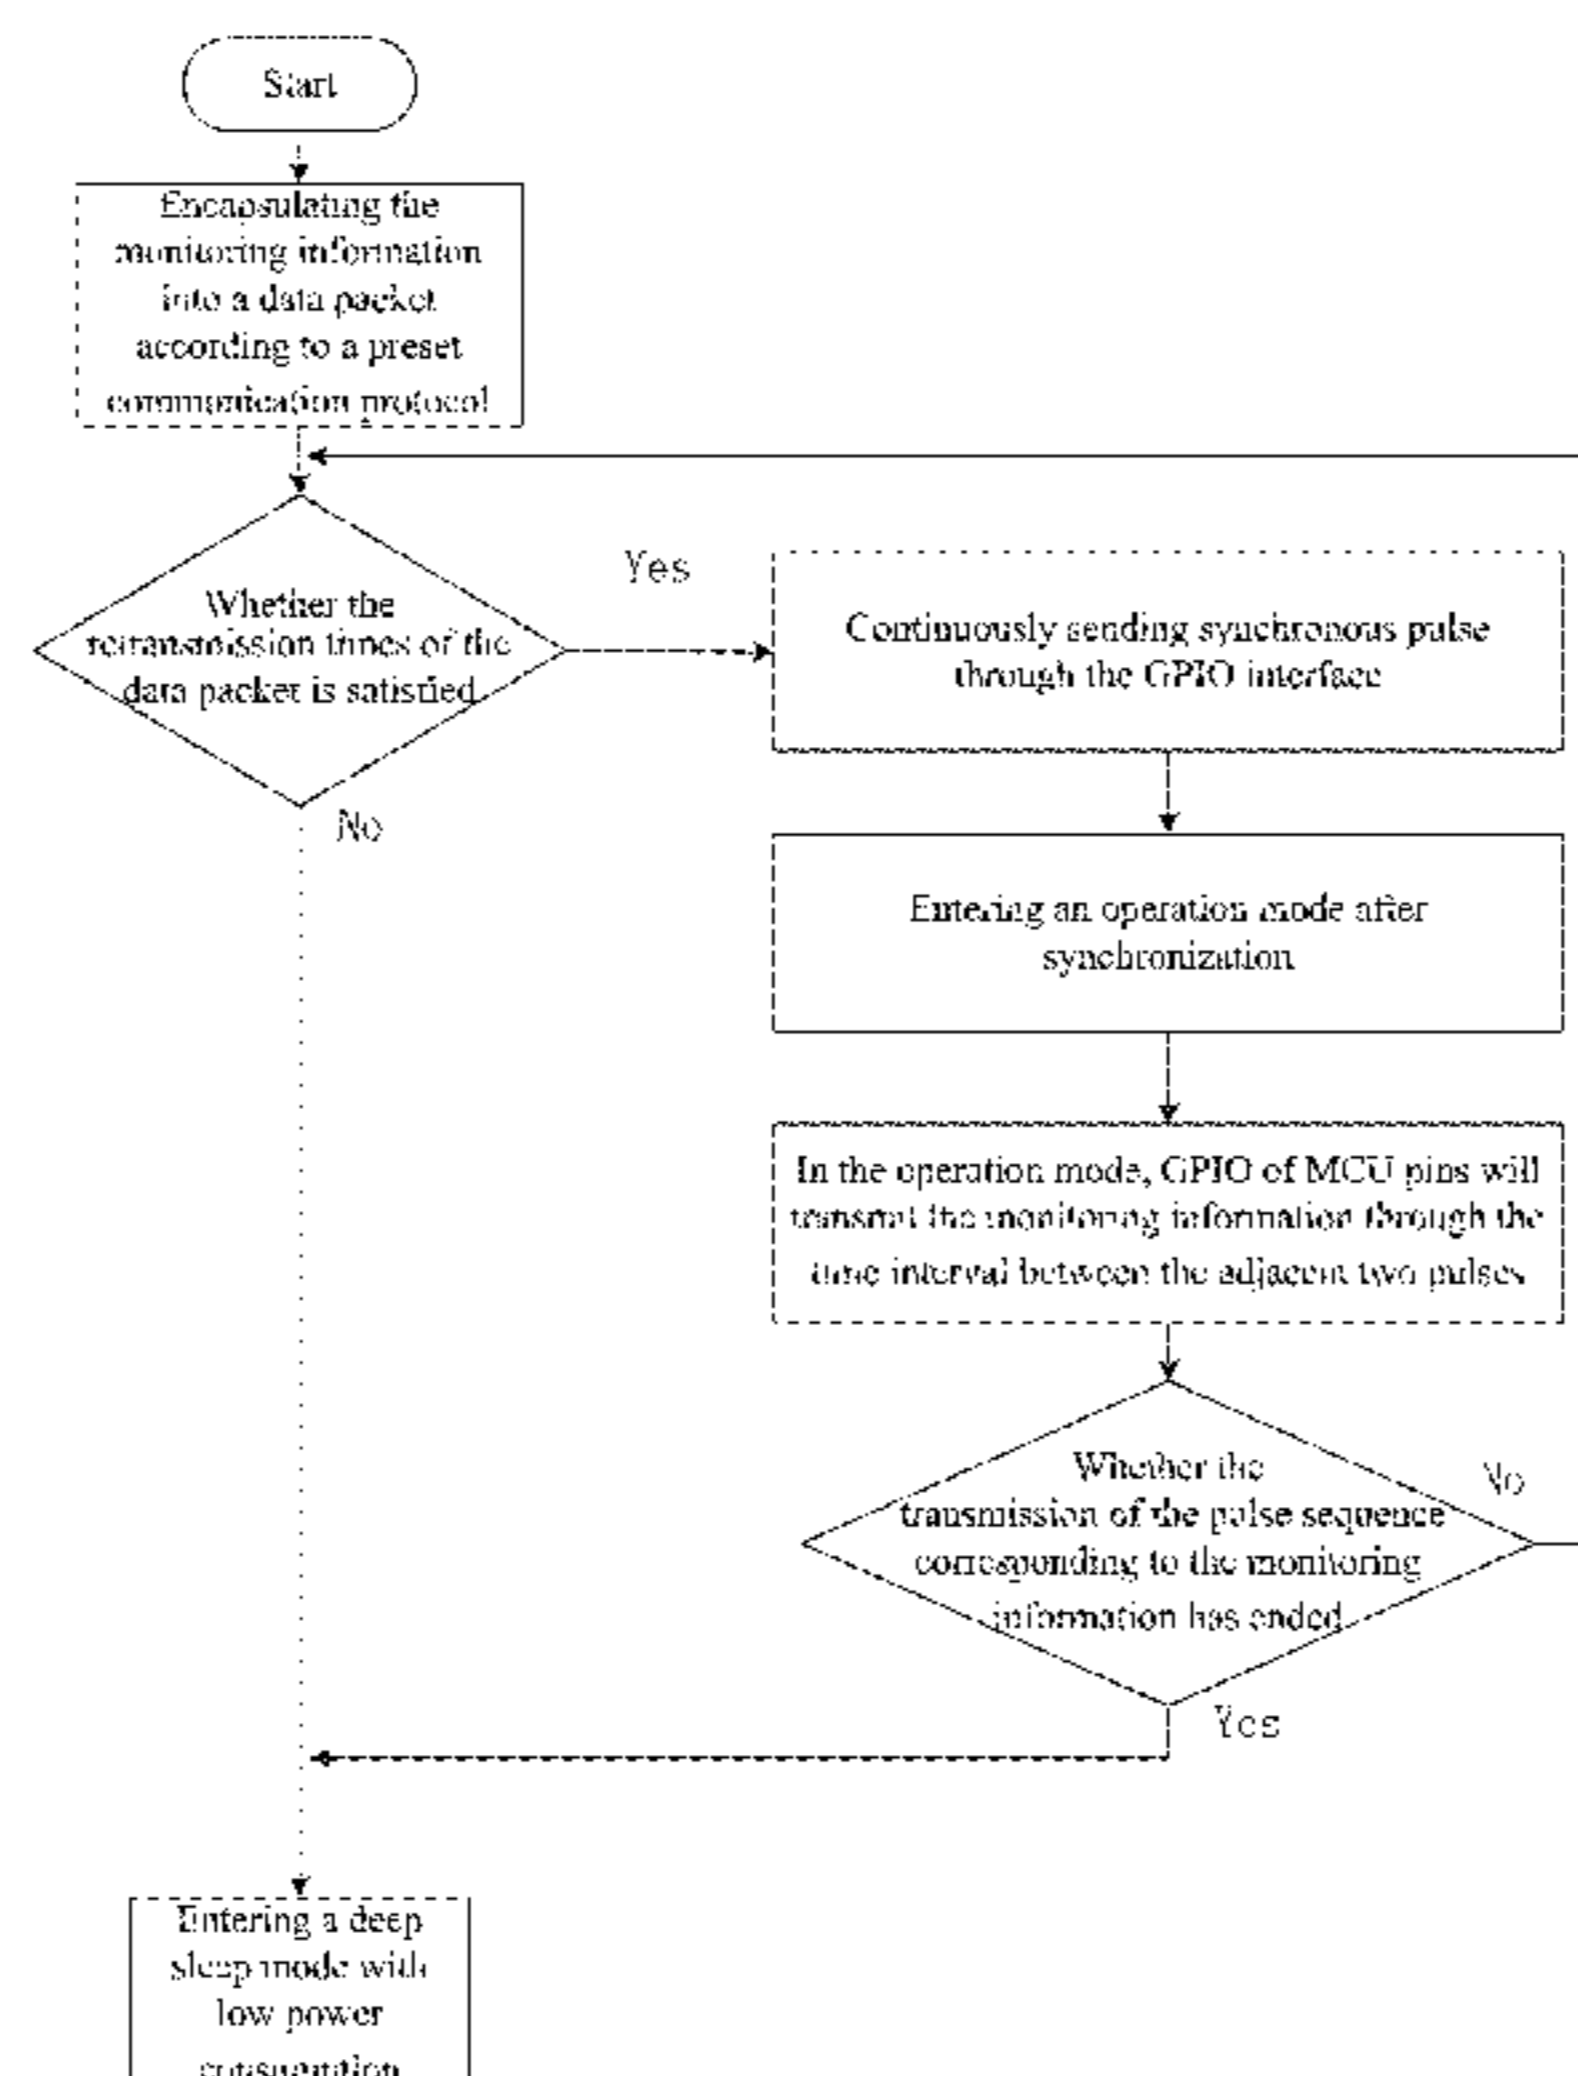 Start
Encapsulating the
monitoring information
into a data packet
according to a preset
communication protocol
Whether the
retransmission times of the
data packet is satisfied
Yes
No
Continuously sending synchronous pulse
through the GPIO interface
Entering an operation mode after
synchronization
In the operation mode, GPIO of MCU pins will
transmit the monitoring information through the
time interval between the adjacent two pulses
Whether the
transmission of the pulse sequence
corresponding to the monitoring
information has ended
No
Yes
Entering a deep
sleep mode with
low power
consumption